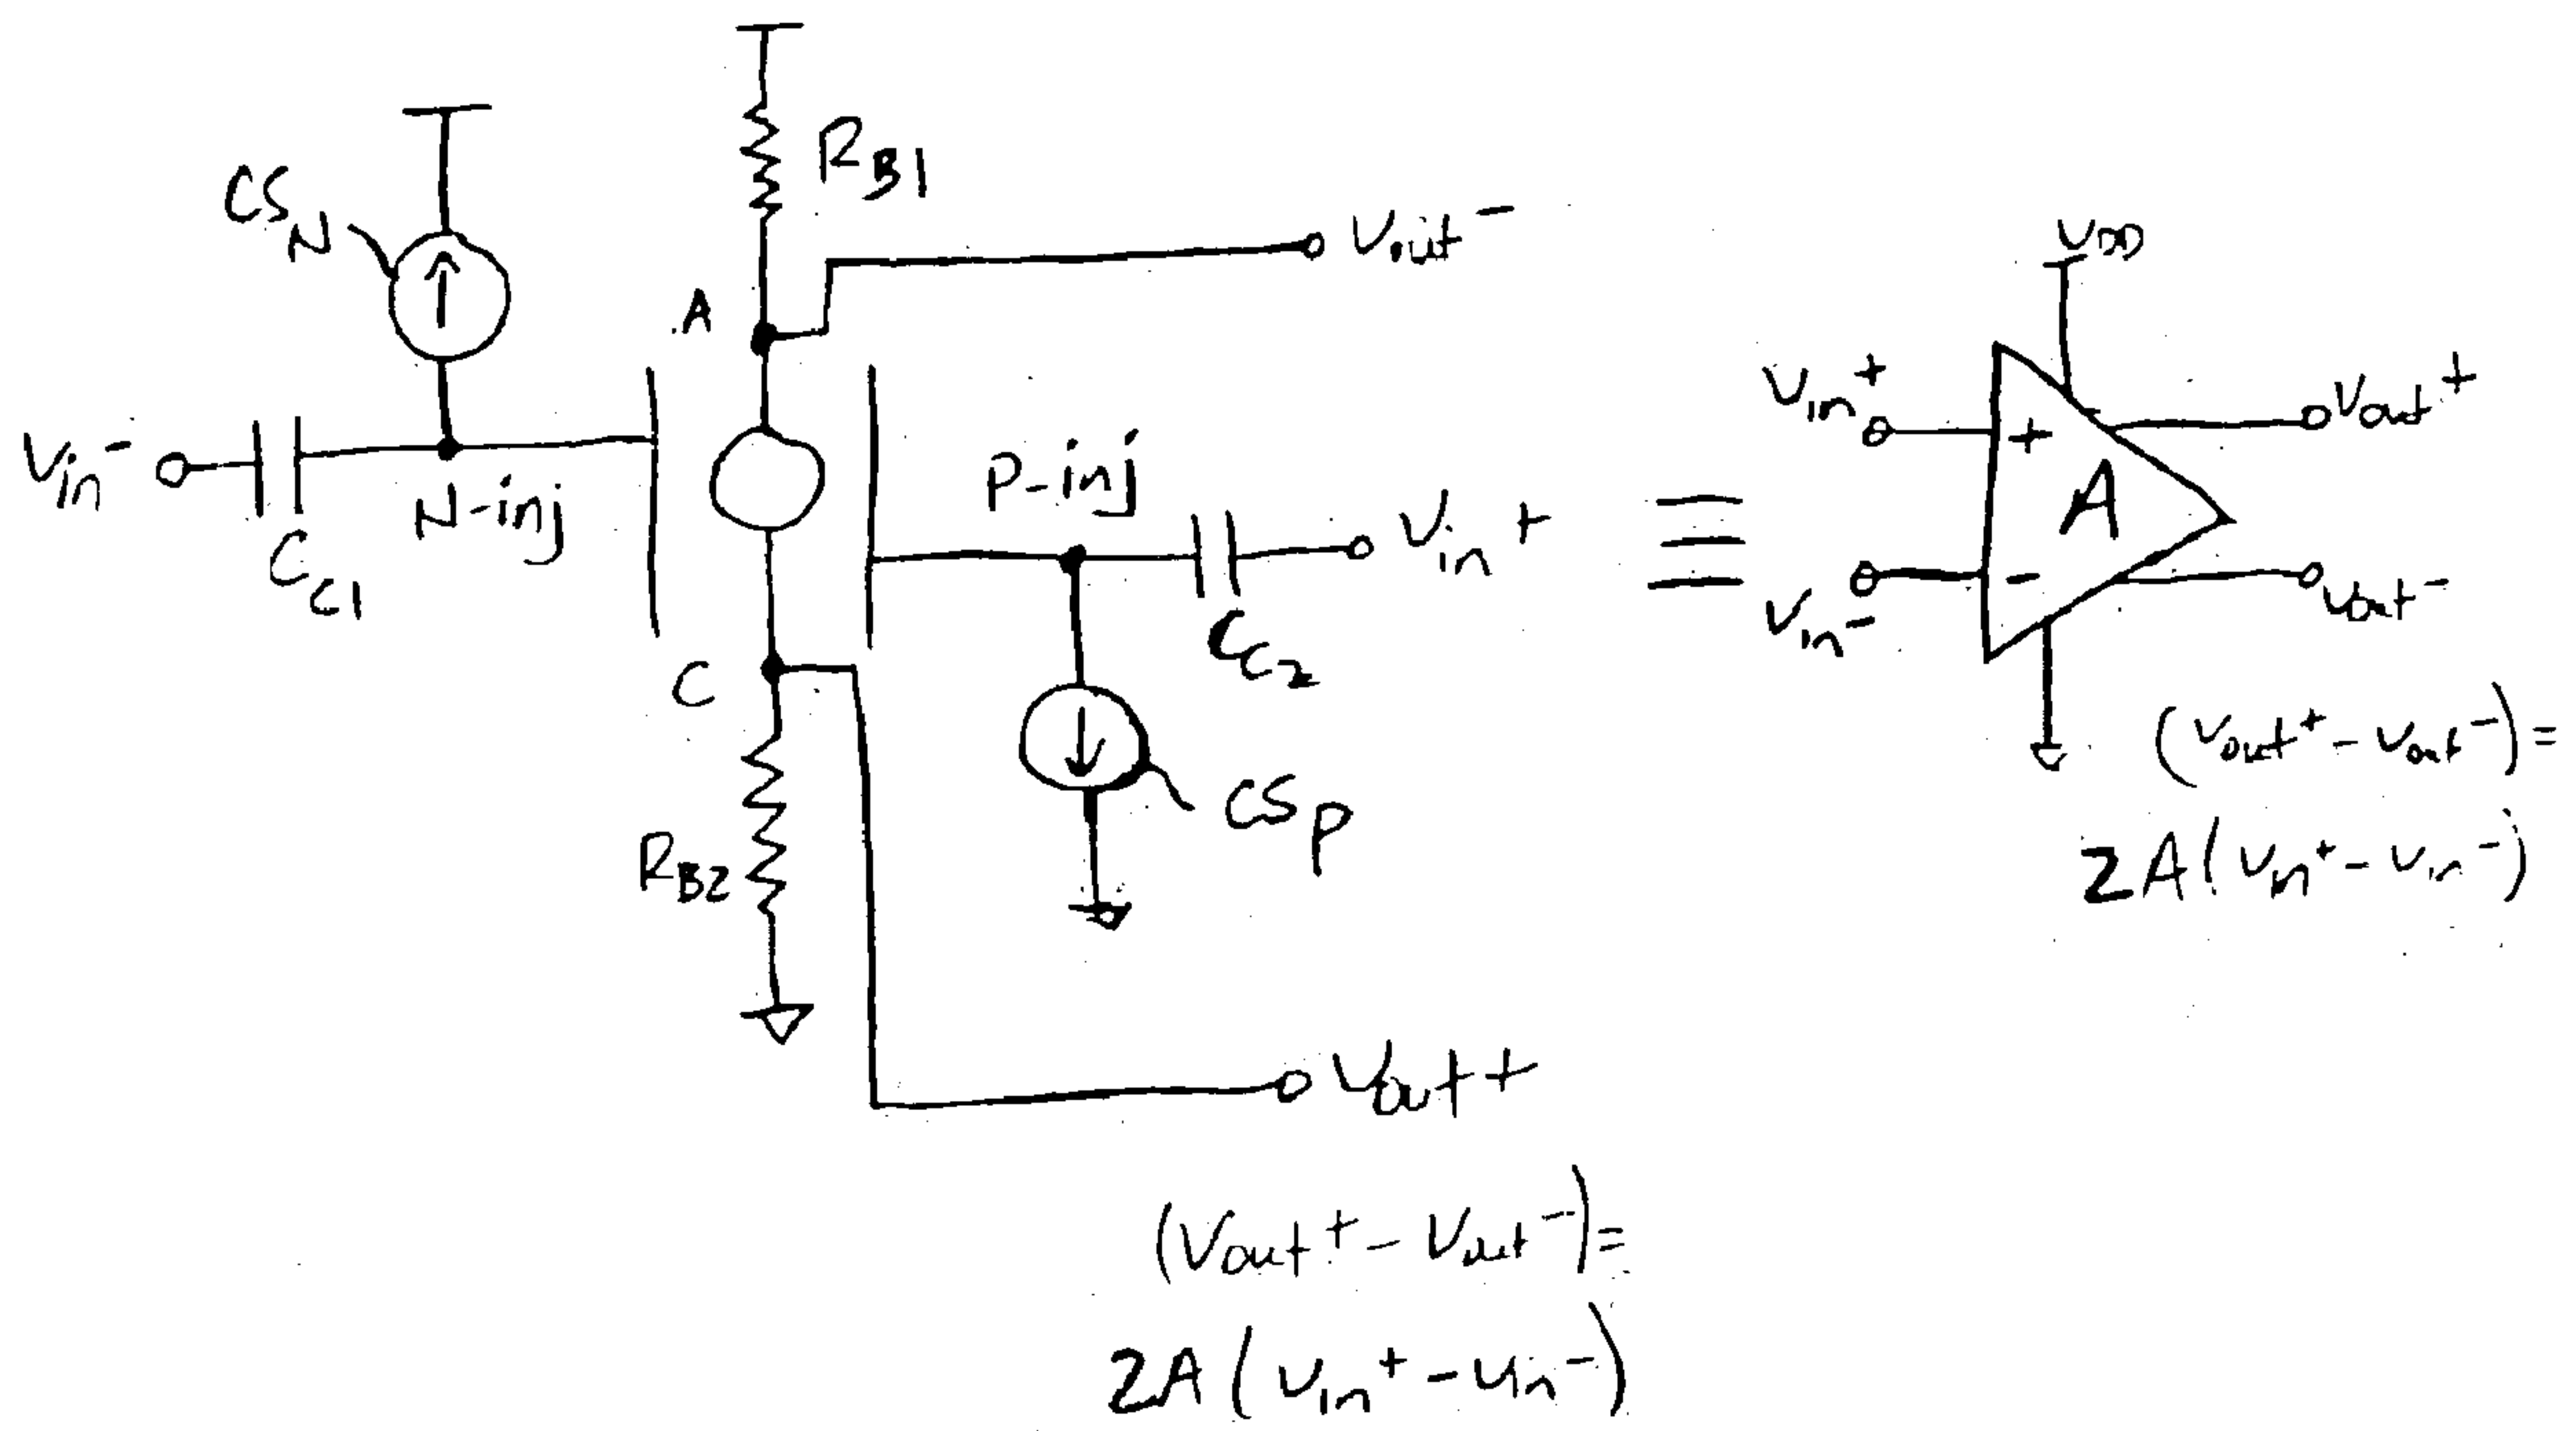 R_B1
CS_N
V_out^-
A
V_in^-
C_C1
N-inj
P-inj
V_in^+
C_C2
C
CS_P
R_B2
V_out^+
(V_out^+ - V_out^-) =
2A(V_in^+ - V_in^-)
≡
V_DD
V_in^+
+
A
V_out^+
V_in^-
-
V_out^-
(V_out^+ - V_out^-) =
2A(V_in^+ - V_in^-)